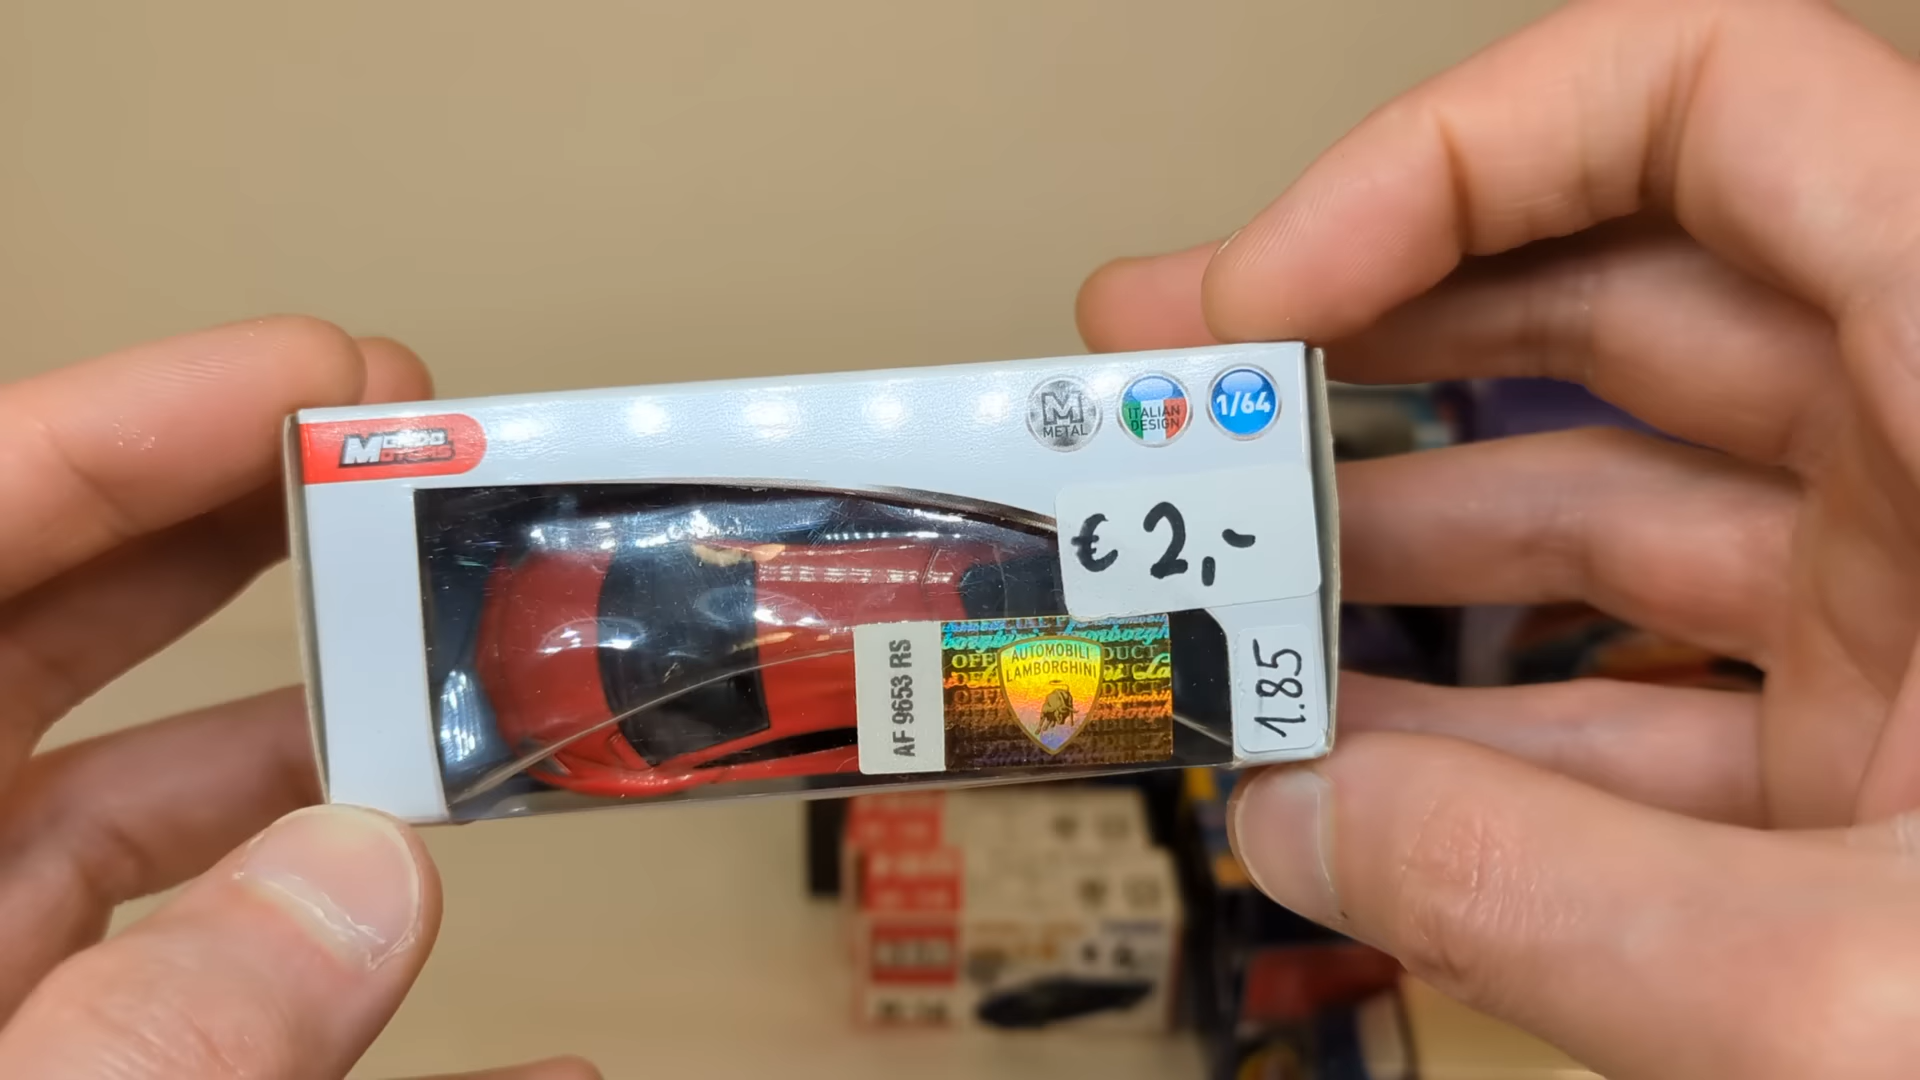 MONDO
MOTORS
M
METAL
ITALIAN
DESIGN
1/64
€ 2,-
AF 9653 RS
AUTOMOBILI
LAMBORGHINI
1.85